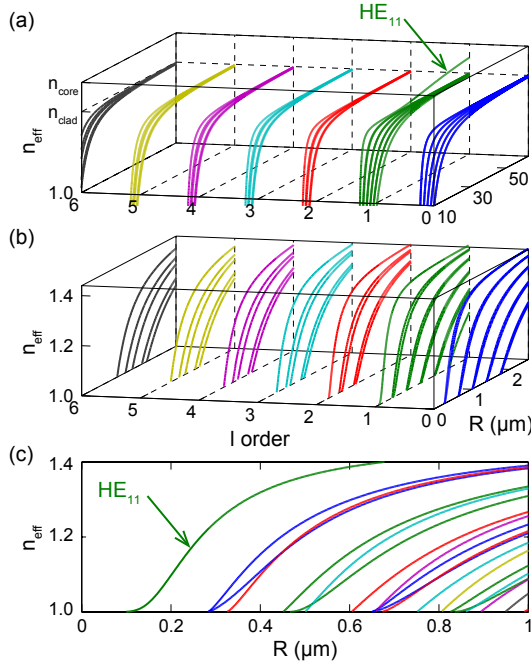 (a)
HE11
ncore
nclad
neff
1.0
6 5 4 3 2 1 0
10 30 50
(b)
1.4
neff
1.2
1.0
6 5 4 3 2 1 0
0 1 2
l order
R (μm)
(c)
1.4
HE11
neff
1.2
1.0
0 0.2 0.4 0.6 0.8 1
R (μm)